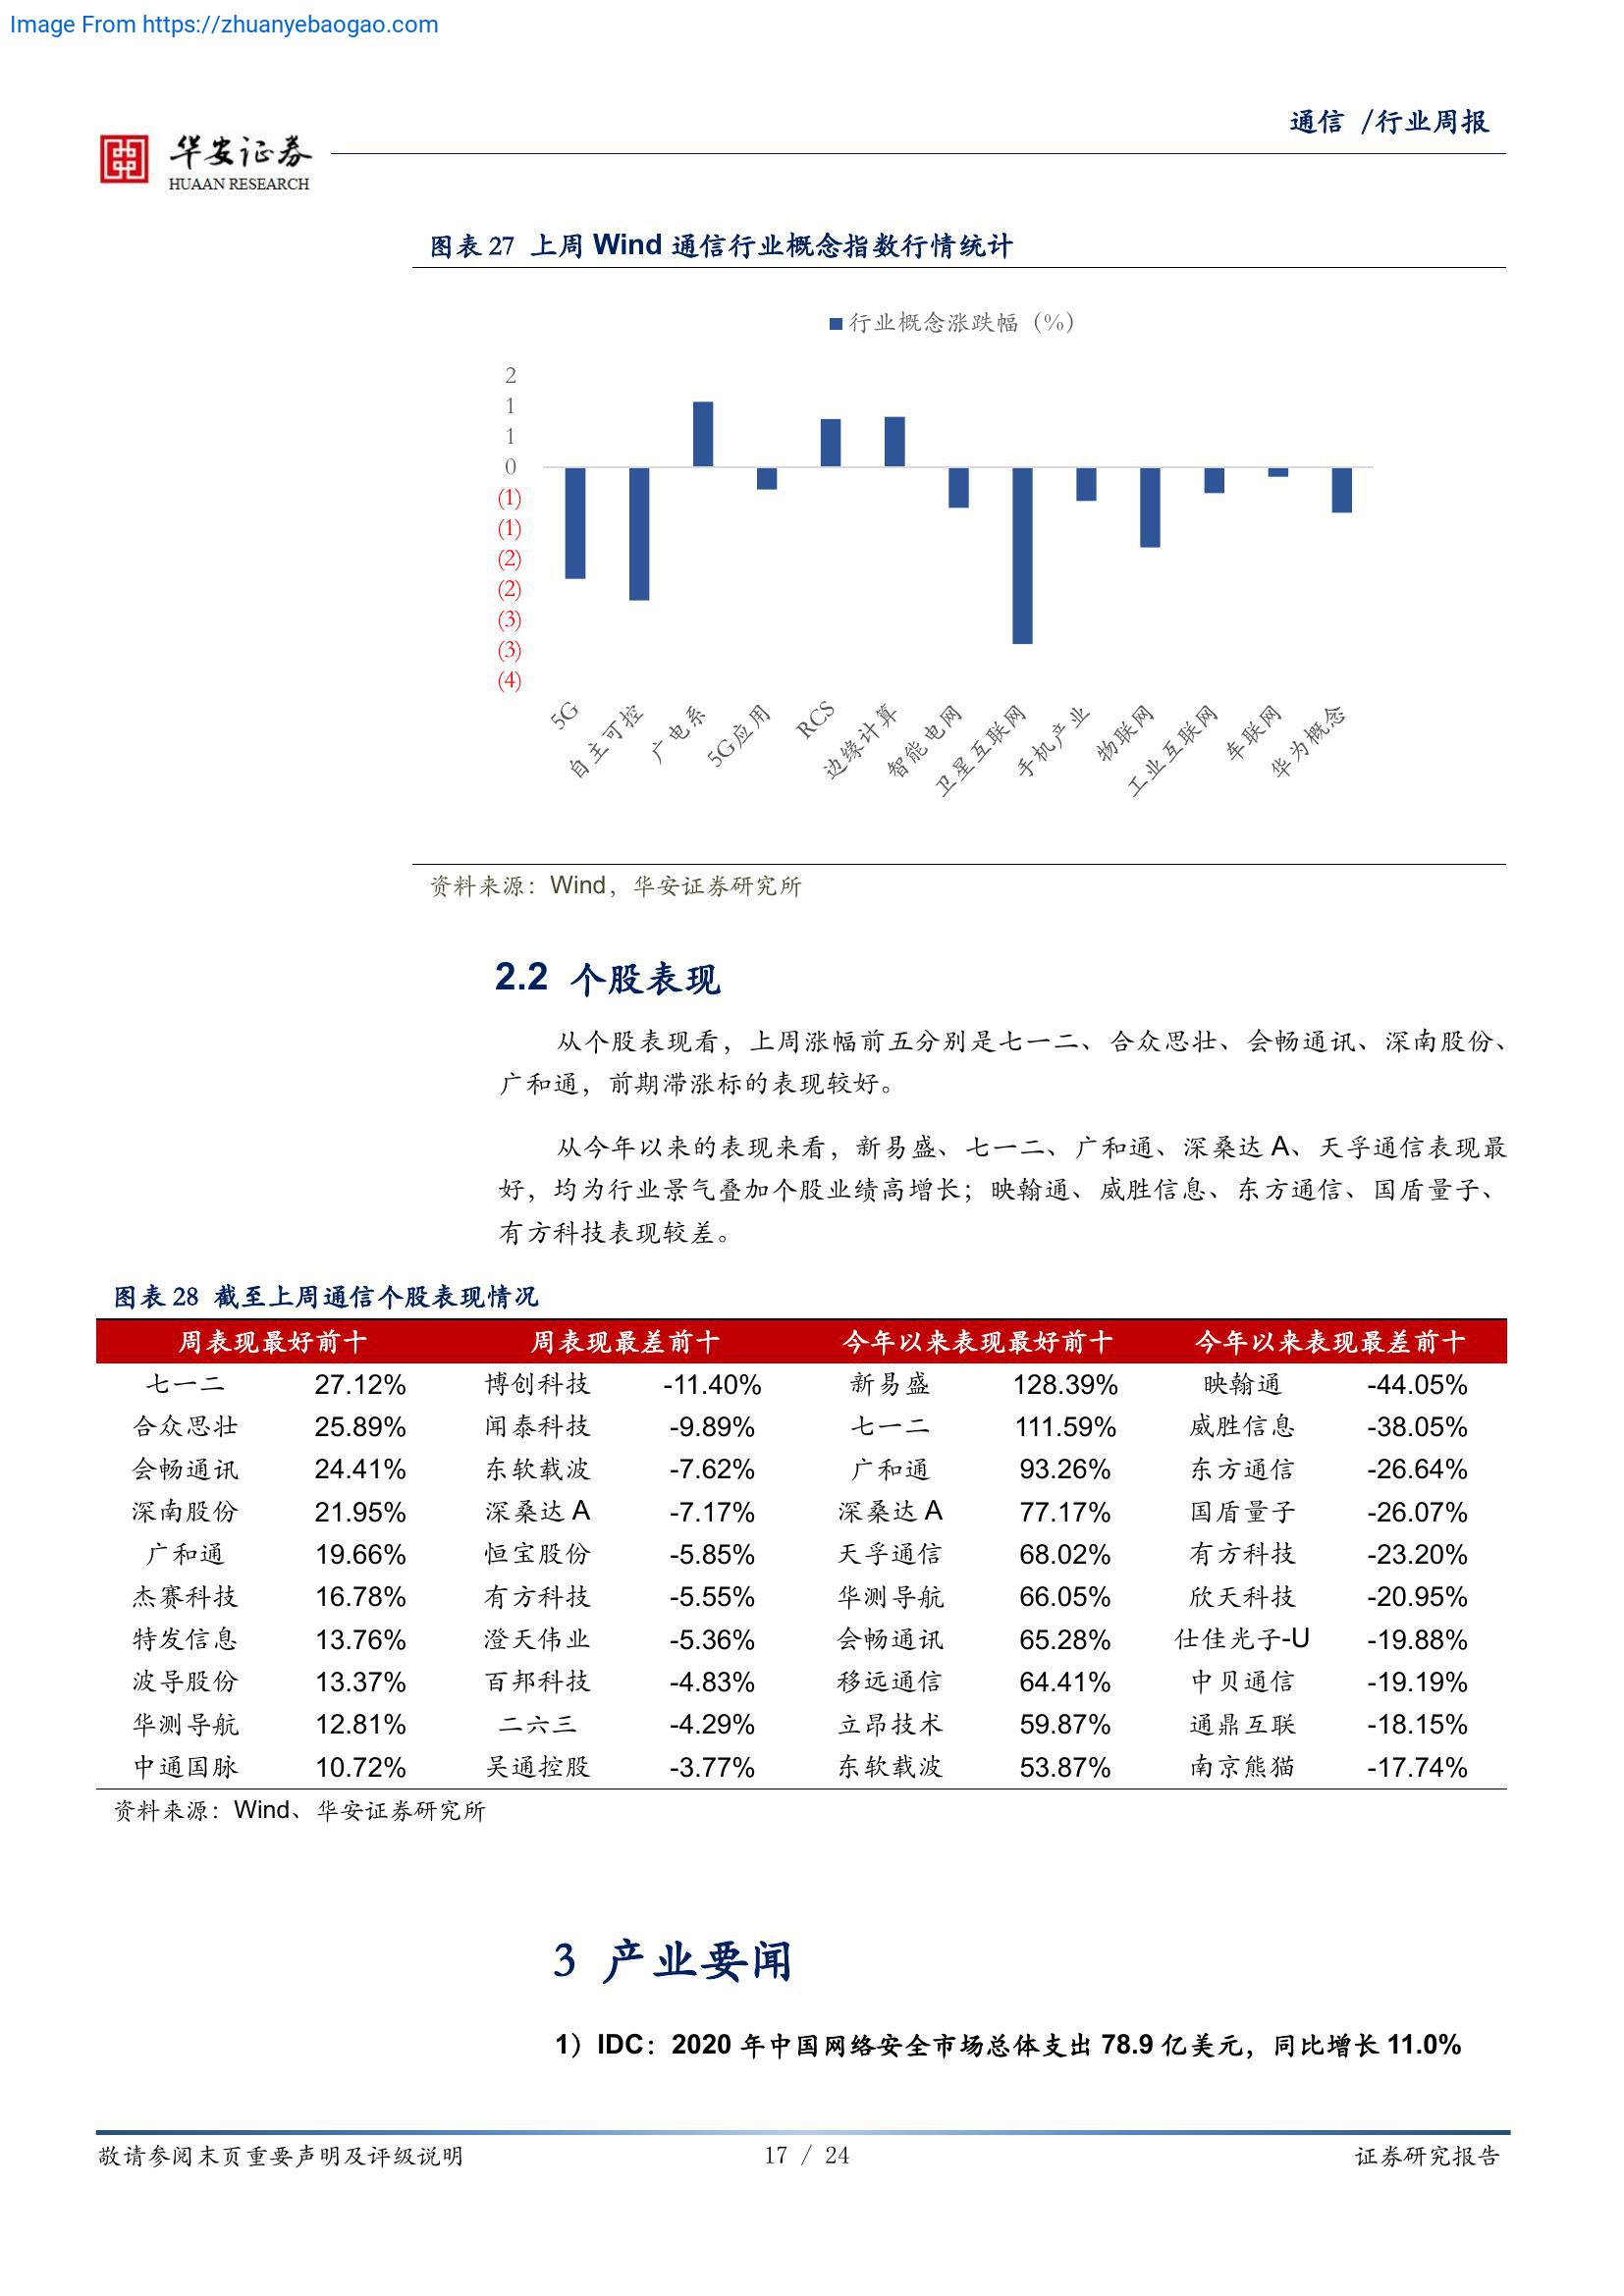 Image From https://zhuanyebaogao.com
通信 /行业周报
华安证券
HUAAN RESEARCH
图表 27 上周 Wind 通信行业概念指数行情统计
行业概念涨跌幅（%）
2
1
1
0
(1)
(1)
(2)
(2)
(3)
(3)
(4)
5G
自主可控
广电系
5G应用
RCS
边缘计算
智能电网
卫星互联网
手机产业
物联网
工业互联网
车联网
华为概念
资料来源：Wind，华安证券研究所
2.2 个股表现
从个股表现看，上周涨幅前五分别是七一二、合众思壮、会畅通讯、深南股份、
广和通，前期滞涨标的表现较好。
从今年以来的表现来看，新易盛、七一二、广和通、深桑达 A、天孚通信表现最
好，均为行业景气叠加个股业绩高增长；映翰通、威胜信息、东方通信、国盾量子、
有方科技表现较差。
图表 28 截至上周通信个股表现情况
周表现最好前十 周表现最差前十 今年以来表现最好前十 今年以来表现最差前十
七一二 27.12% 博创科技 -11.40% 新易盛 128.39% 映翰通 -44.05%
合众思壮 25.89% 闻泰科技 -9.89% 七一二 111.59% 威胜信息 -38.05%
会畅通讯 24.41% 东软载波 -7.62% 广和通 93.26% 东方通信 -26.64%
深南股份 21.95% 深桑达 A -7.17% 深桑达 A 77.17% 国盾量子 -26.07%
广和通 19.66% 恒宝股份 -5.85% 天孚通信 68.02% 有方科技 -23.20%
杰赛科技 16.78% 有方科技 -5.55% 华测导航 66.05% 欣天科技 -20.95%
特发信息 13.76% 澄天伟业 -5.36% 会畅通讯 65.28% 仕佳光子-U -19.88%
波导股份 13.37% 百邦科技 -4.83% 移远通信 64.41% 中贝通信 -19.19%
华测导航 12.81% 二六三 -4.29% 立昂技术 59.87% 通鼎互联 -18.15%
中通国脉 10.72% 吴通控股 -3.77% 东软载波 53.87% 南京熊猫 -17.74%
资料来源：Wind、华安证券研究所
3 产业要闻
1）IDC：2020 年中国网络安全市场总体支出 78.9 亿美元，同比增长 11.0%
敬请参阅末页重要声明及评级说明 17 / 24 证券研究报告